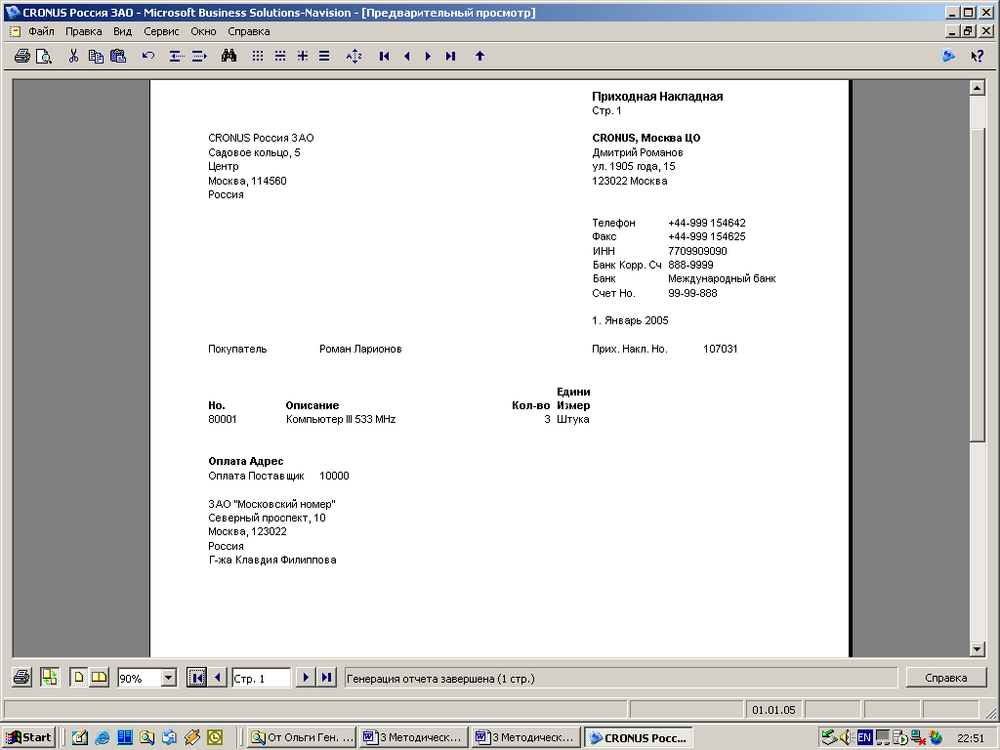 CRONUS Россия ЗАО - Microsoft Business Solutions-Navision - [Предварительный просмотр]
Файл Правка Вид Сервис Окно Справка
Приходная Накладная
Стр. 1
CRONUS Россия ЗАО
Садовое кольцо, 5
Центр
Москва, 114560
Россия
CRONUS, Москва ЦО
Дмитрий Романов
ул. 1905 года, 15
123022 Москва
Телефон +44-999 154642
Факс +44-999 154625
ИНН 7709909090
Банк Корр. Сч 888-9999
Банк Международный банк
Счет Но. 99-99-888
1. Январь 2005
Покупатель Роман Ларионов Прих. Накл. Но. 107031
Едини
Но. Описание Кол-во Измер
80001 Компьютер III 533 MHz 3 Штука
Оплата Адрес
Оплата Поставщик 10000
ЗАО "Московский номер"
Северный проспект, 10
Москва, 123022
Россия
Г-жа Клавдия Филиппова
90% Стр. 1 Генерация отчета завершена (1 стр.) Справка
01.01.05
Start От Ольги Ген. ... 3 Методическ... 3 Методическ... CRONUS Росс... EN 22:51